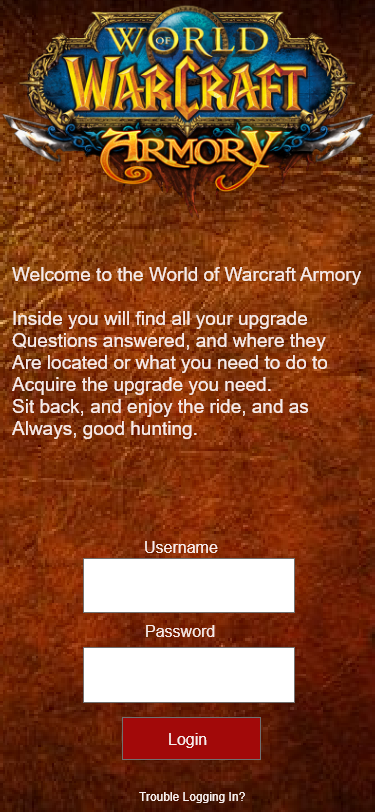 WORLD
OF
WARCRAFT
ARMORY
Welcome to the World of Warcraft Armory
Inside you will find all your upgrade
Questions answered, and where they
Are located or what you need to do to
Acquire the upgrade you need.
Sit back, and enjoy the ride, and as
Always, good hunting.
Username
Password
Login
Trouble Logging In?